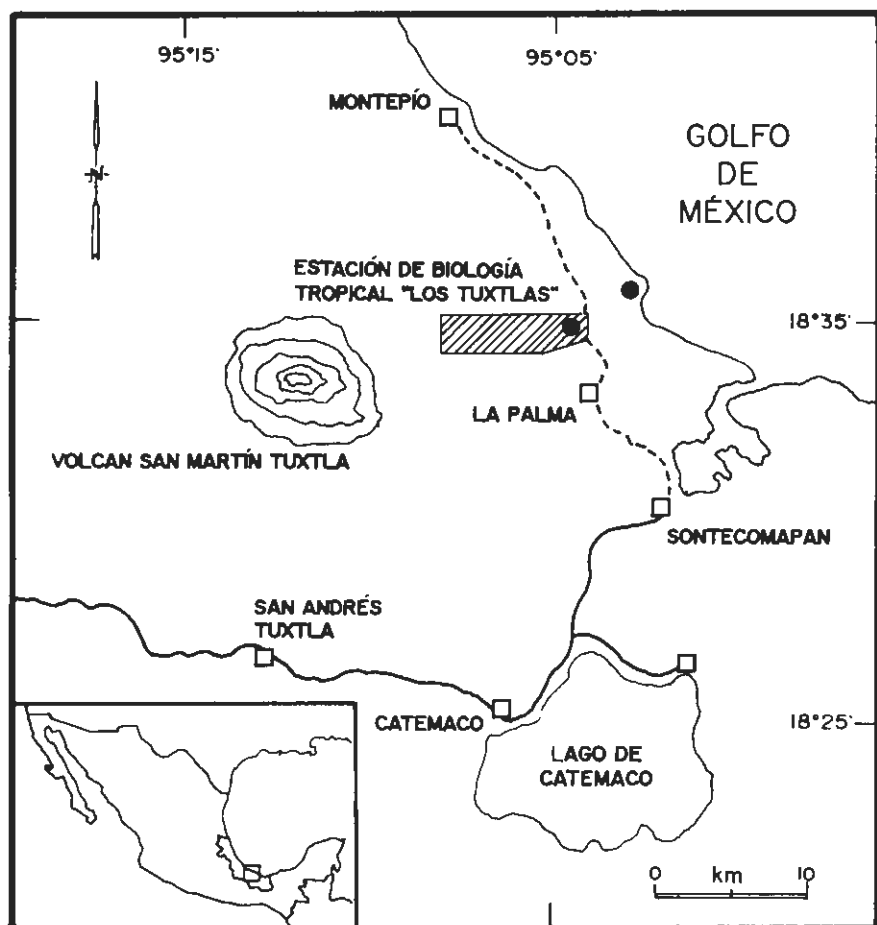 95°15'
95°05'
MONTEPÍO
GOLFO
DE
MÉXICO
N
ESTACIÓN DE BIOLOGÍA
TROPICAL "LOS TUXTLAS"
18°35'
LA PALMA
VOLCAN SAN MARTÍN TUXTLA
SONTECOMAPAN
SAN ANDRÉS
TUXTLA
CATEMACO
18°25'
LAGO DE
CATEMACO
0 km 10